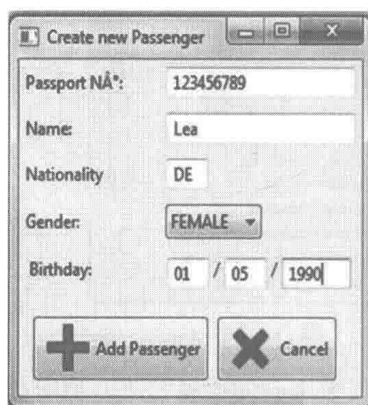 Create new Passenger
Passport NÂ°: 123456789
Name: Lea
Nationality DE
Gender: FEMALE
Birthday: 01 / 05 / 1990
Add Passenger Cancel